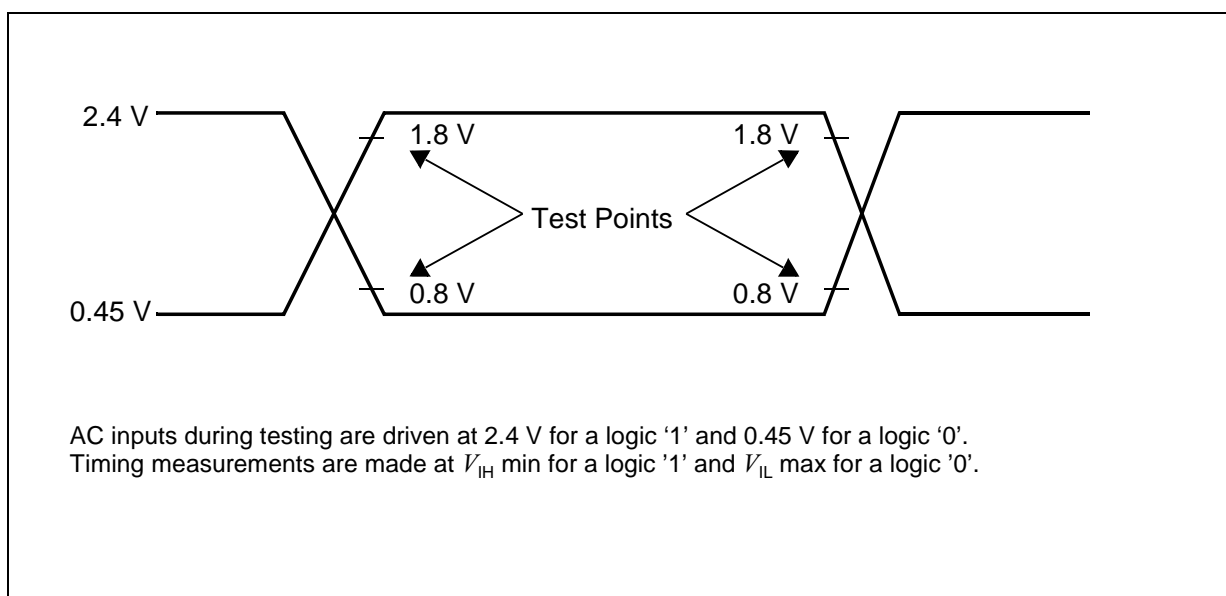 2.4 V
1.8 V 1.8 V
Test Points
0.8 V 0.8 V
0.45 V
AC inputs during testing are driven at 2.4 V for a logic ‘1’ and 0.45 V for a logic ‘0’.
Timing measurements are made at VIH min for a logic '1' and VIL max for a logic '0'.